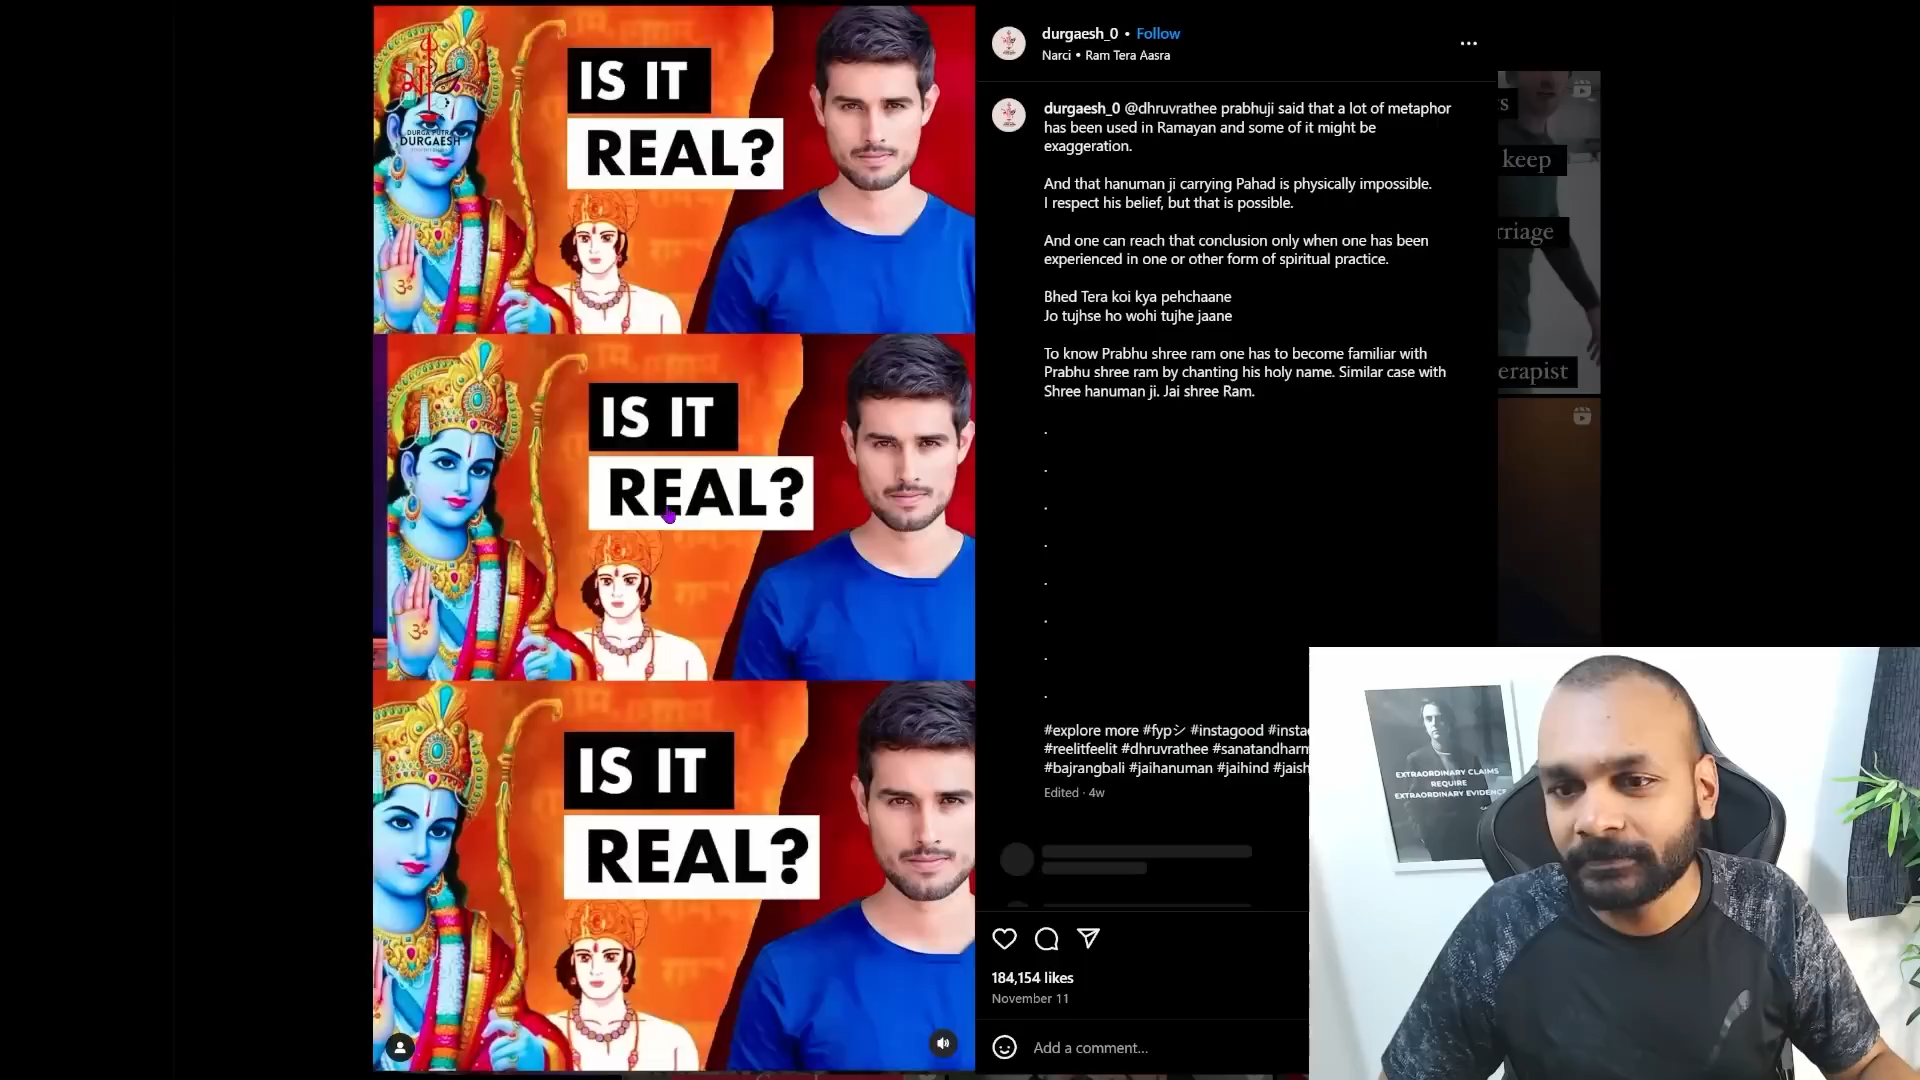 IS IT
REAL?
माँ
DURGA PUTRA
DURGAESH
ॐ
IS IT
REAL?
ॐ
IS IT
REAL?
durgaesh_0 • Follow
Narci • Ram Tera Aasra
durgaesh_0 @dhruvrathee prabhuji said that a lot of metaphor
has been used in Ramayan and some of it might be
exaggeration.
And that hanuman ji carrying Pahad is physically impossible.
I respect his belief, but that is possible.
And one can reach that conclusion only when one has been
experienced in one or other form of spiritual practice.
Bhed Tera koi kya pehchaane
Jo tujhse ho wohi tujhe jaane
To know Prabhu shree ram one has to become familiar with
Prabhu shree ram by chanting his holy name. Similar case with
Shree hanuman ji. Jai shree Ram.
.
.
.
.
.
.
.
.
#explore more #fypシ #instagood #insta
#reelitfeelit #dhruvrathee #sanatandharm
#bajrangbali #jaihanuman #jaihind #jaish
Edited · 4w
184,154 likes
November 11
Add a comment...
keep
rriage
erapist
EXTRAORDINARY CLAIMS
REQUIRE
EXTRAORDINARY EVIDENCE